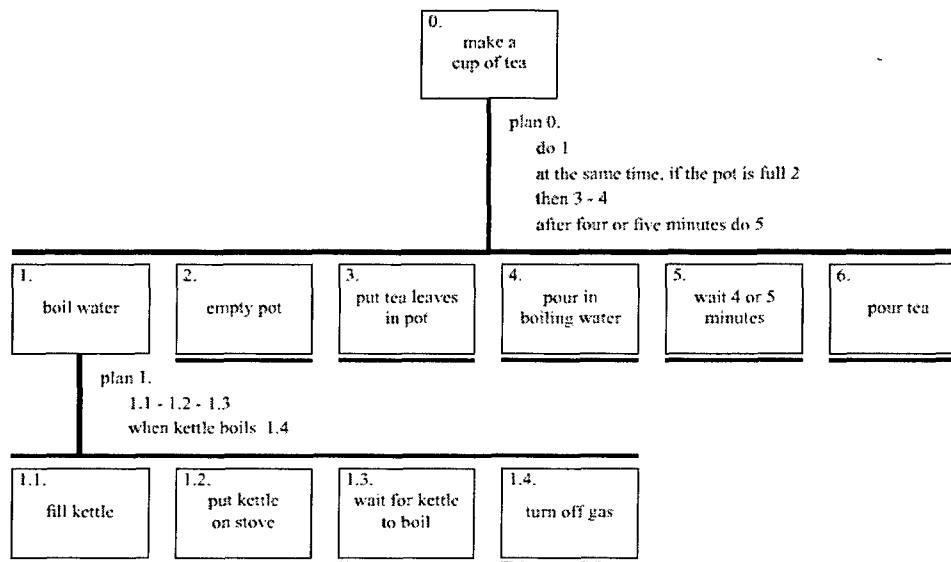 0.
make a
cup of tea
plan 0.
do 1
at the same time, if the pot is full 2
then 3 - 4
after four or five minutes do 5
1.
boil water
2.
empty pot
3.
put tea leaves
in pot
4.
pour in
boiling water
5.
wait 4 or 5
minutes
6.
pour tea
plan 1.
1.1 - 1.2 - 1.3
when kettle boils 1.4
1.1.
fill kettle
1.2.
put kettle
on stove
1.3.
wait for kettle
to boil
1.4.
turn off gas